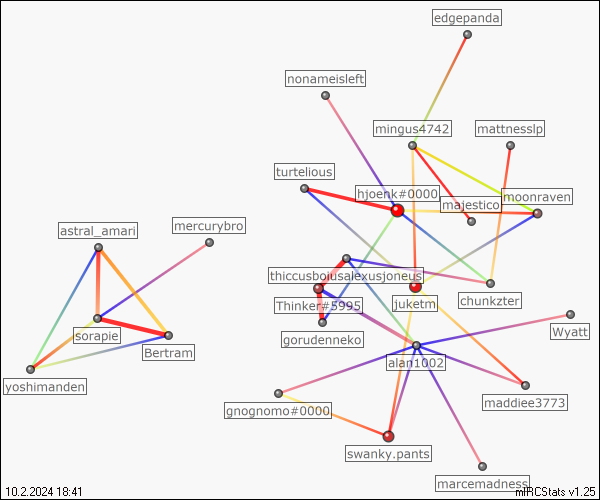 edgepanda
nonameisleft
mingus4742
mattnesslp
turtelious
hjoenk#0000
majestico
moonraven
mercurybro
astral_amari
thiccusbojusalexusjoneus
Thinker#5995
juketm
chunkzter
sorapie
gorudenneko
Wyatt
Bertram
alan1002
yoshimanden
gnognomo#0000
maddiee3773
swanky.pants
marcemadness
10.2.2024 18:41
mIRCStats v1.25